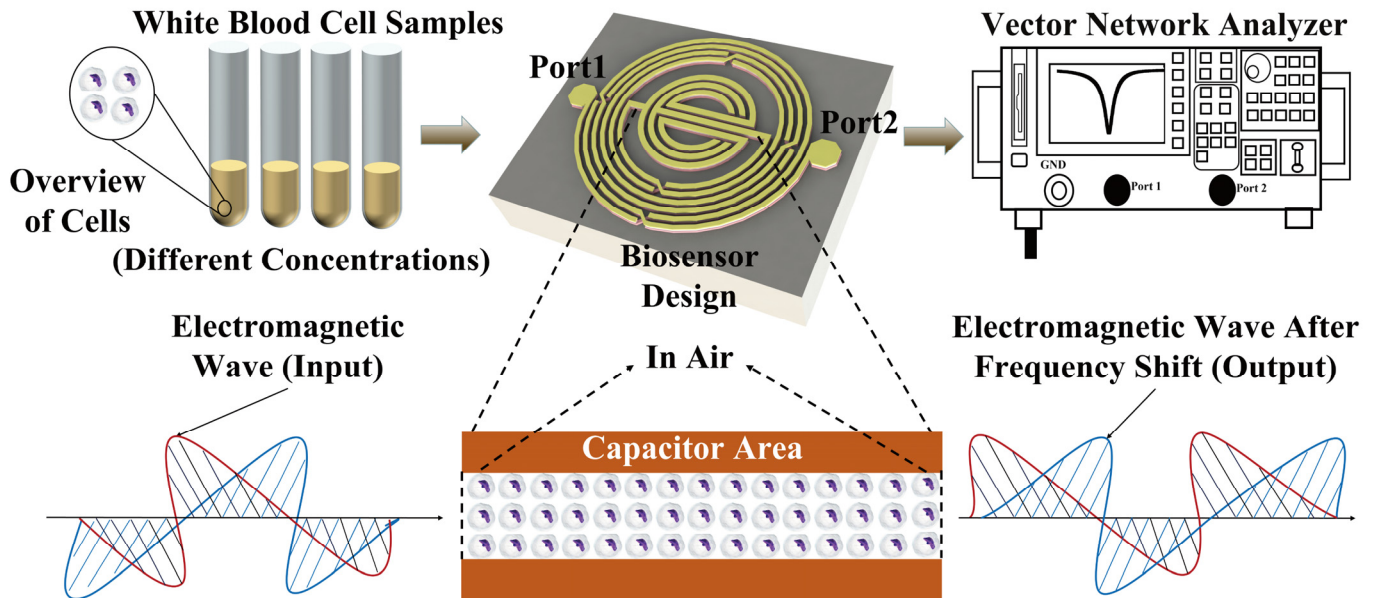 White Blood Cell Samples
Overview
of Cells
(Different Concentrations)
Port1
Port2
Biosensor
Design
Vector Network Analyzer
GND
Port 1
Port 2
Electromagnetic
Wave (Input)
In Air
Capacitor Area
Electromagnetic Wave After
Frequency Shift (Output)